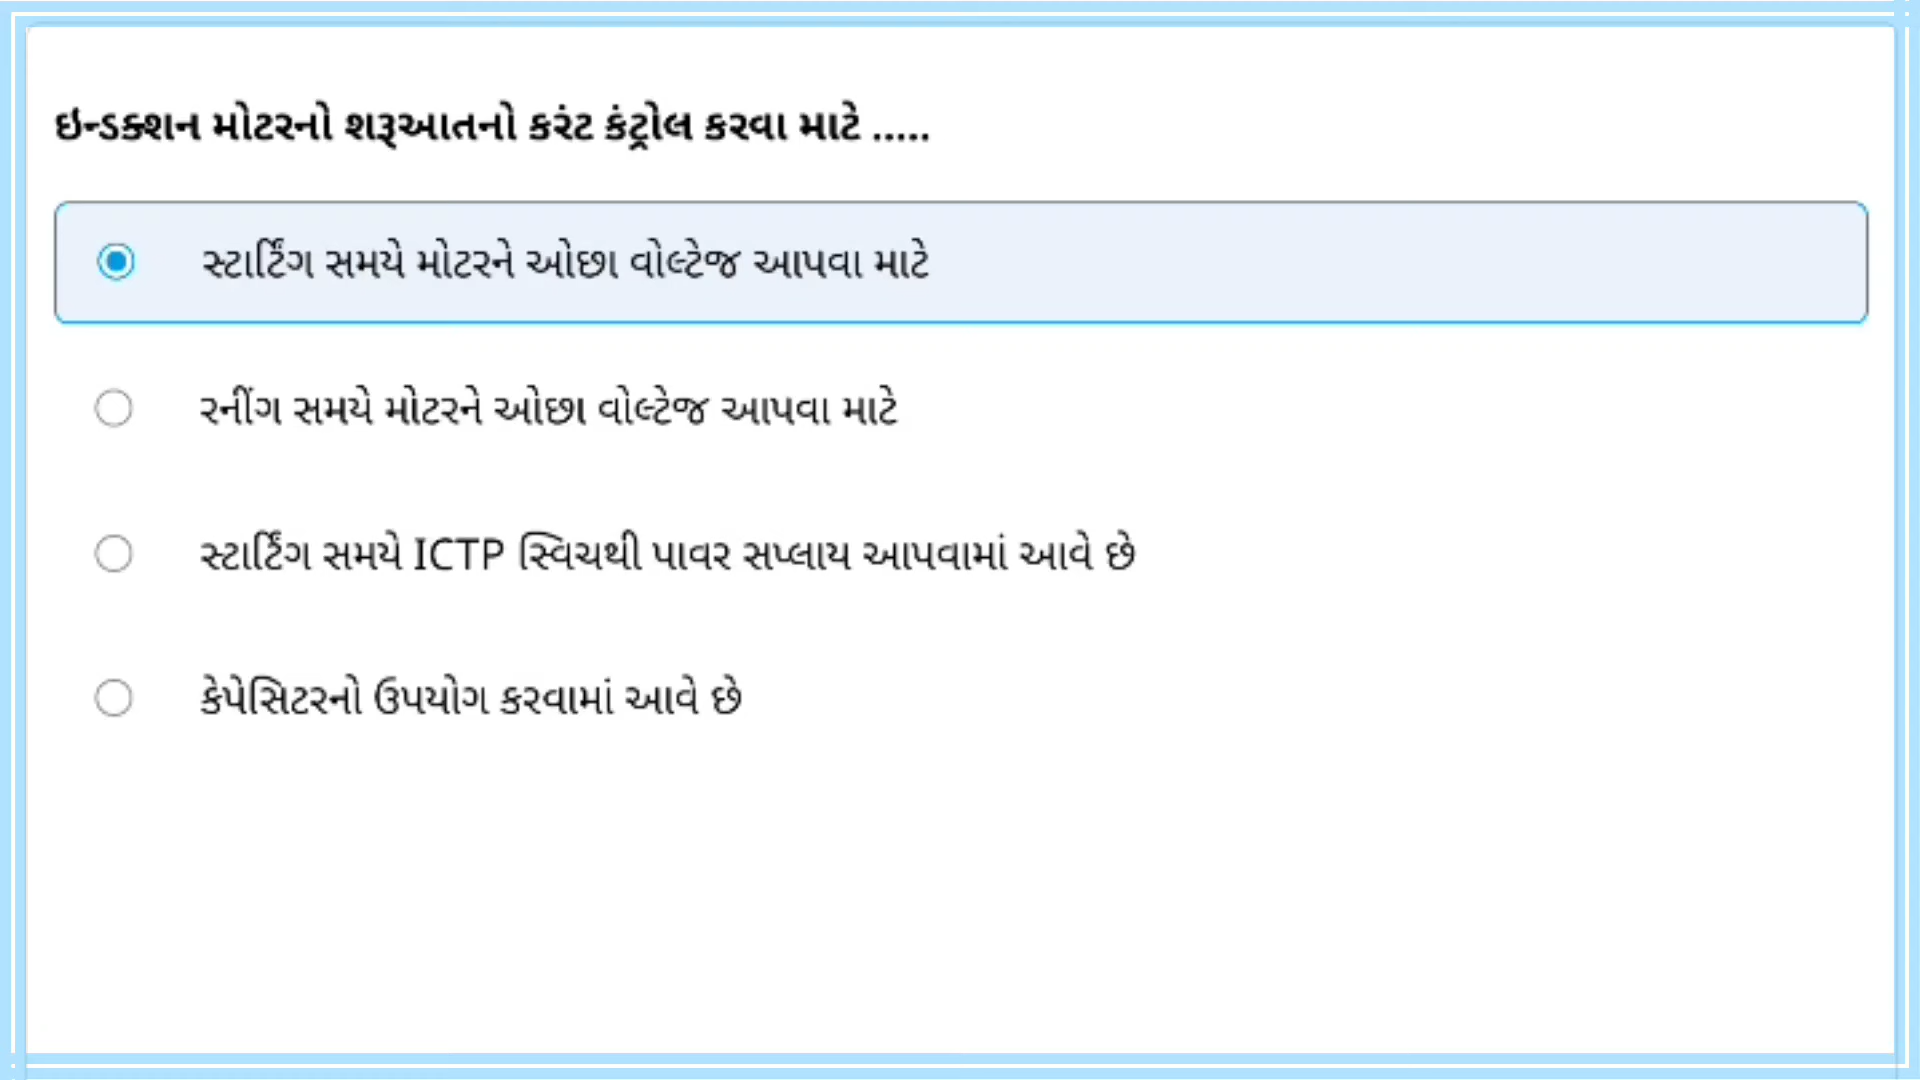 ઇન્ડક્શન મોટરનો શરૂઆતનો કરંટ કંટ્રોલ કરવા માટે .....
સ્ટાર્ટિંગ સમયે મોટરને ઓછા વોલ્ટેજ આપવા માટે
રનીંગ સમયે મોટરને ઓછા વોલ્ટેજ આપવા માટે
સ્ટાર્ટિંગ સમયે ICTP સ્વિચથી પાવર સપ્લાય આપવામાં આવે છે
કેપેસિટરનો ઉપયોગ કરવામાં આવે છે